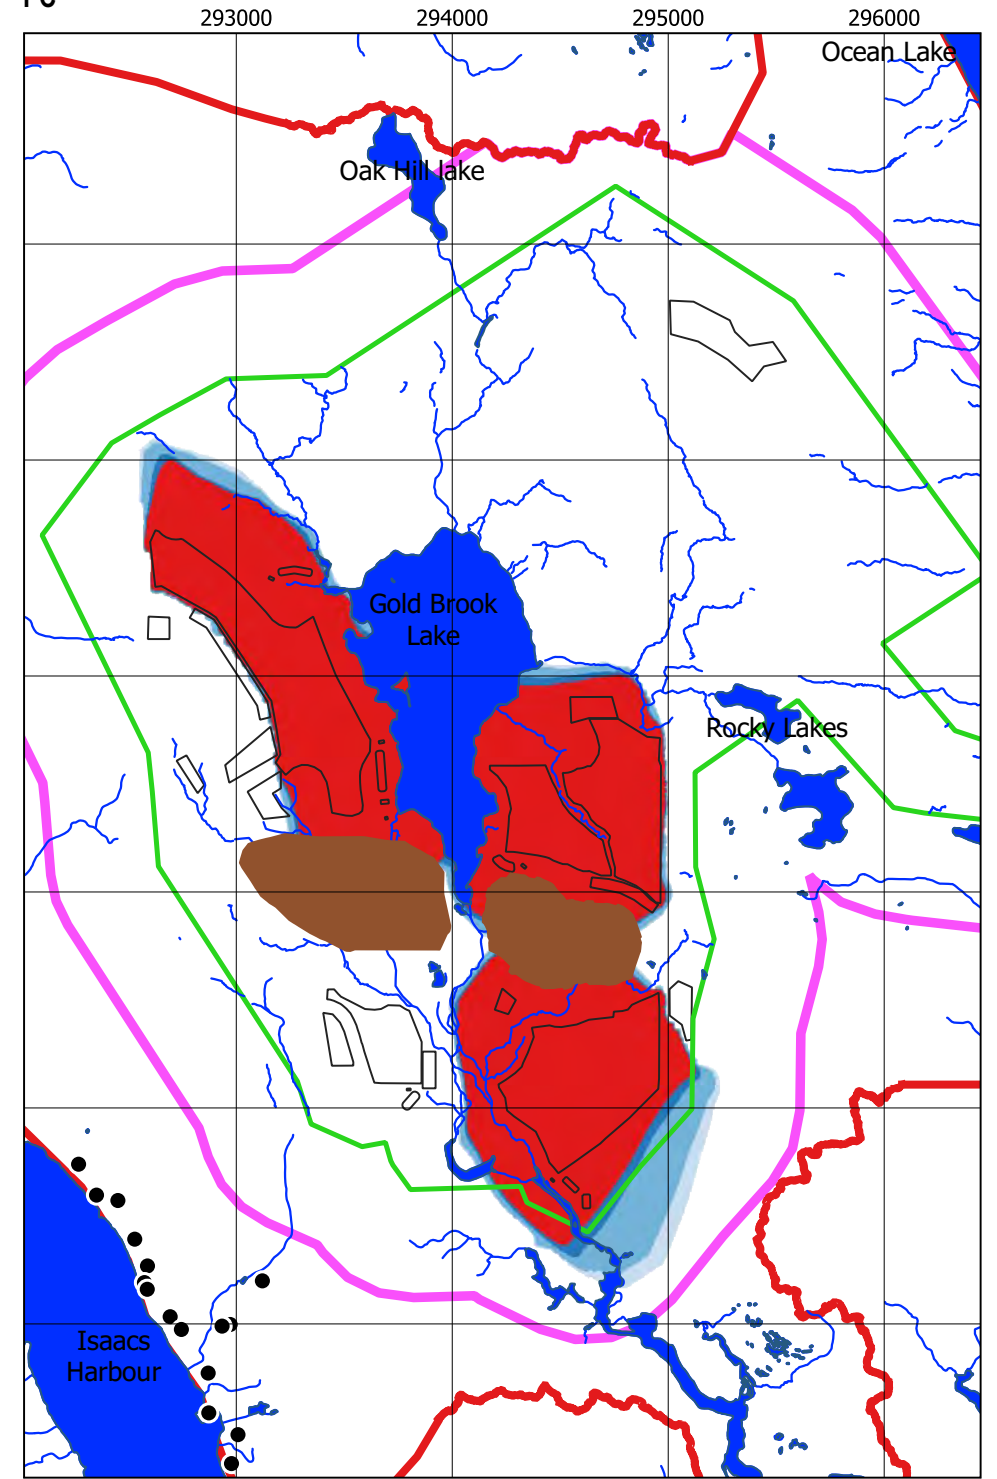 293000 294000 295000 296000
Ocean Lake
Oak Hill lake
Gold Brook
Lake
Rocky Lakes
Isaacs
Harbour